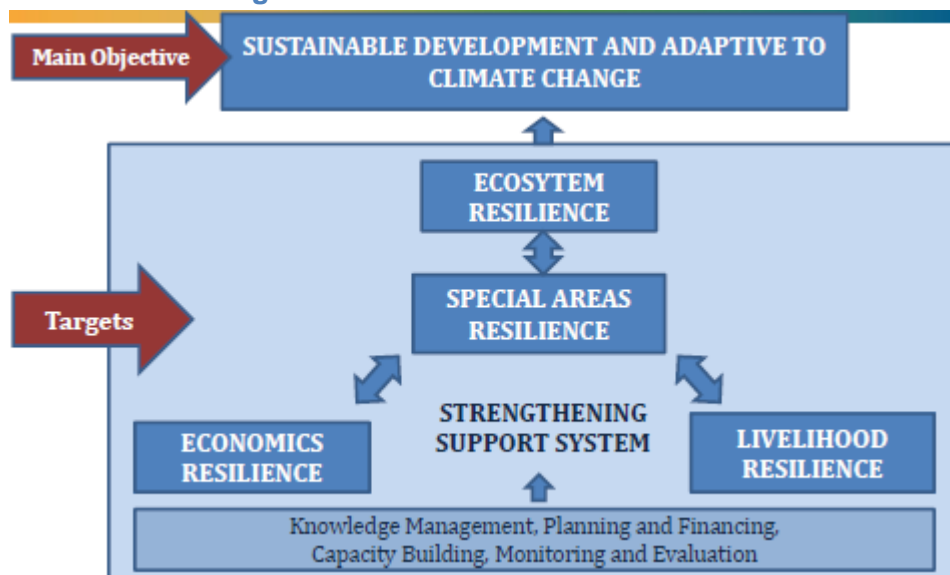 Main Objective
SUSTAINABLE DEVELOPMENT AND ADAPTIVE TO
CLIMATE CHANGE
ECOSYTEM
RESILIENCE
Targets
SPECIAL AREAS
RESILIENCE
STRENGTHENING
SUPPORT SYSTEM
ECONOMICS
RESILIENCE
LIVELIHOOD
RESILIENCE
Knowledge Management, Planning and Financing,
Capacity Building, Monitoring and Evaluation